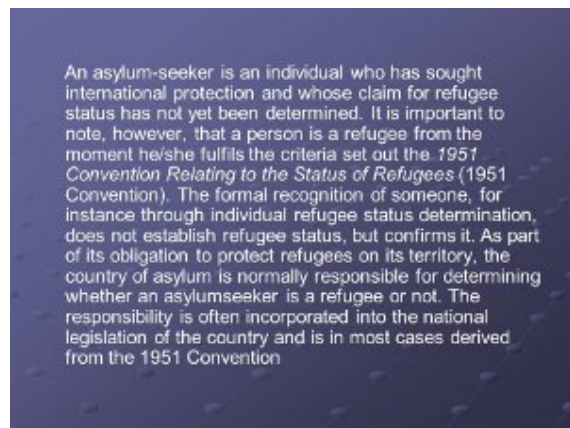 An asylum-seeker is an individual who has sought
international protection and whose claim for refugee
status has not yet been determined. It is important to
note, however, that a person is a refugee from the
moment he/she fulfils the criteria set out the 1951
Convention Relating to the Status of Refugees (1951
Convention). The formal recognition of someone, for
instance through individual refugee status determination,
does not establish refugee status, but confirms it. As part
of its obligation to protect refugees on its territory, the
country of asylum is normally responsible for determining
whether an asylumseeker is a refugee or not. The
responsibility is often incorporated into the national
legislation of the country and is in most cases derived
from the 1951 Convention